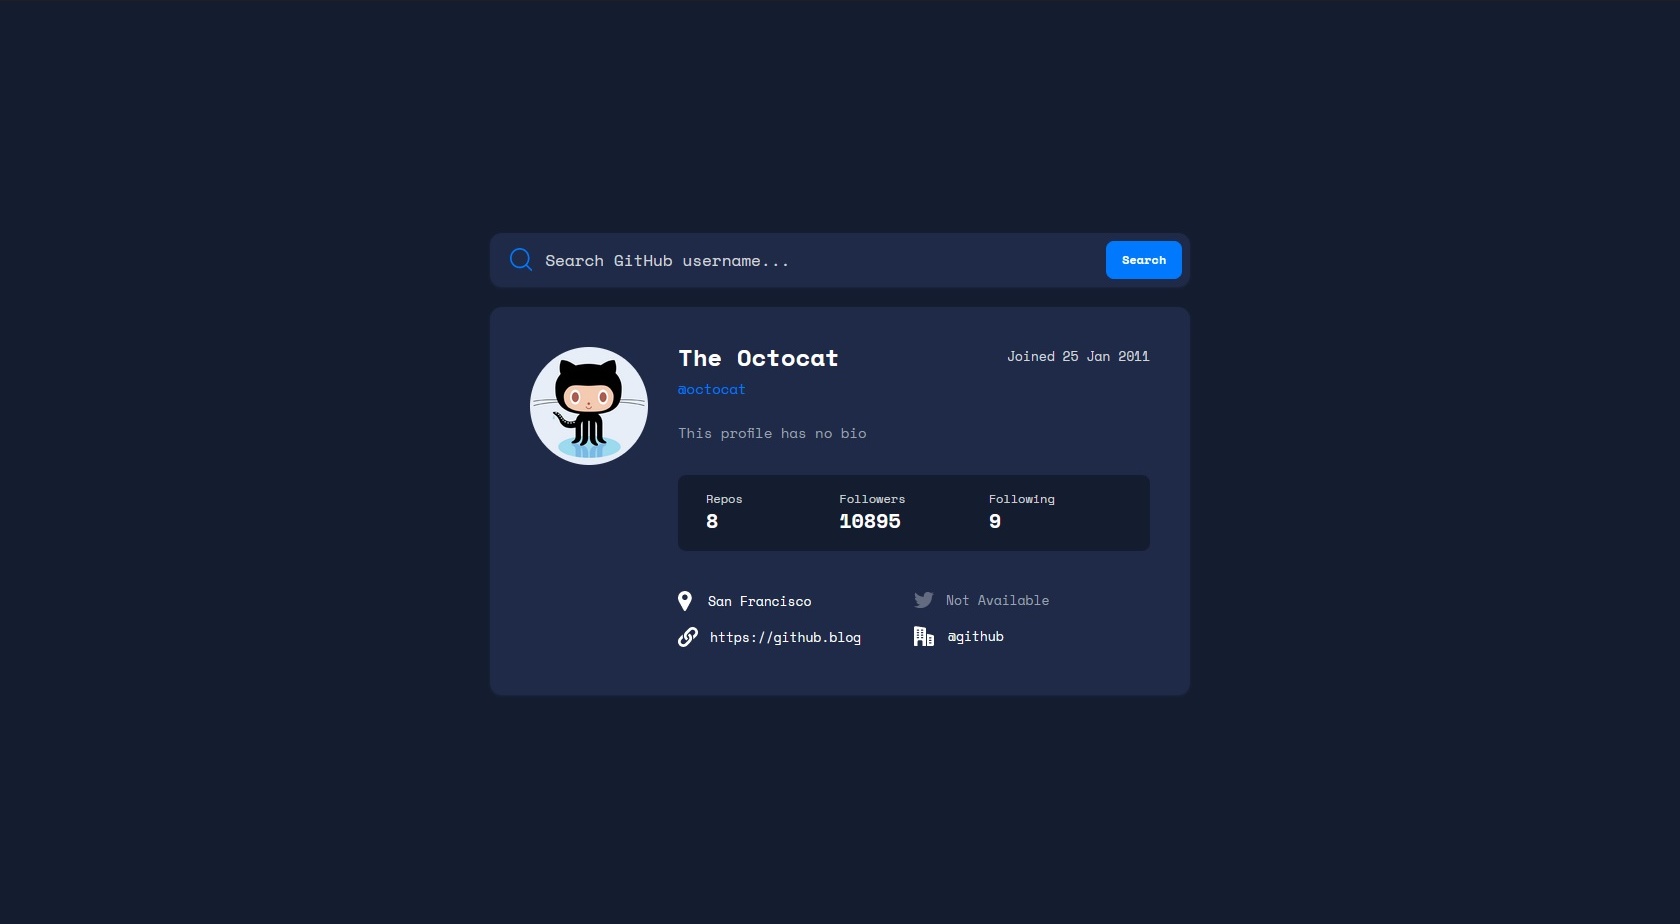 Search GitHub username...
Search
The Octocat
Joined 25 Jan 2011
@octocat
This profile has no bio
Repos
Followers
Following
8
10895
9
San Francisco
Not Available
https://github.blog
@github